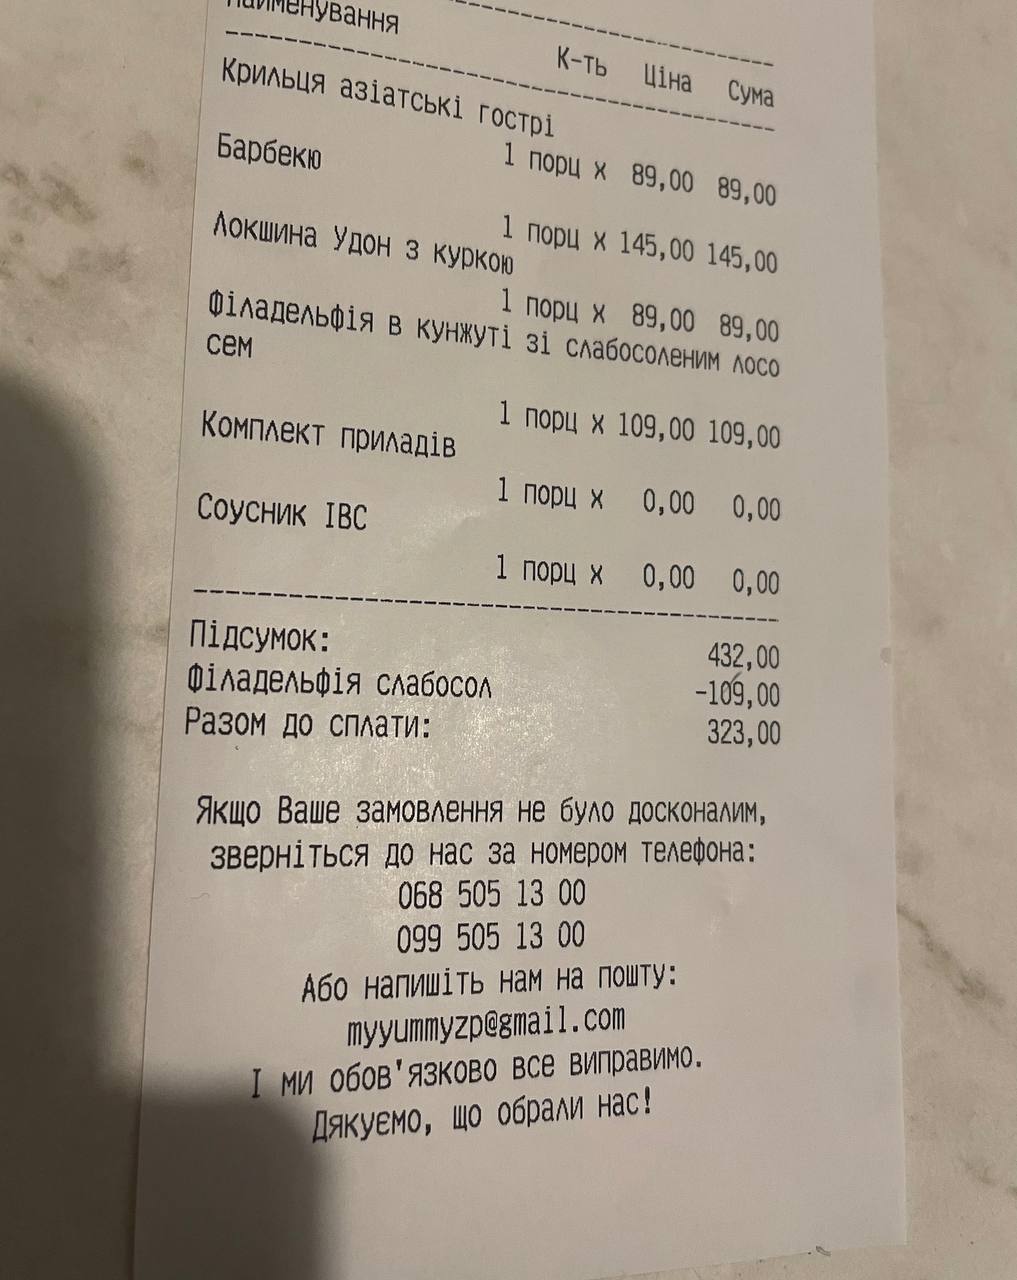 Найменування
К-ть Ціна Сума
Крильця азіатські гострі
1 порц х 89,00 89,00
Барбекю
1 порц х 145,00 145,00
Локшина Удон з куркою
1 порц х 89,00 89,00
Філадельфія в кунжуті зі слабосоленим лосо
сем
1 порц х 109,00 109,00
Комплект приладів
1 порц х 0,00 0,00
Соусник ІВС
1 порц х 0,00 0,00
Підсумок: 432,00
Філадельфія слабосол -109,00
Разом до сплати: 323,00
Якщо Ваше замовлення не було досконалим,
зверніться до нас за номером телефона:
068 505 13 00
099 505 13 00
Або напишіть нам на пошту:
myyummyzp@gmail.com
І ми обов'язково все виправимо.
Дякуємо, що обрали нас!